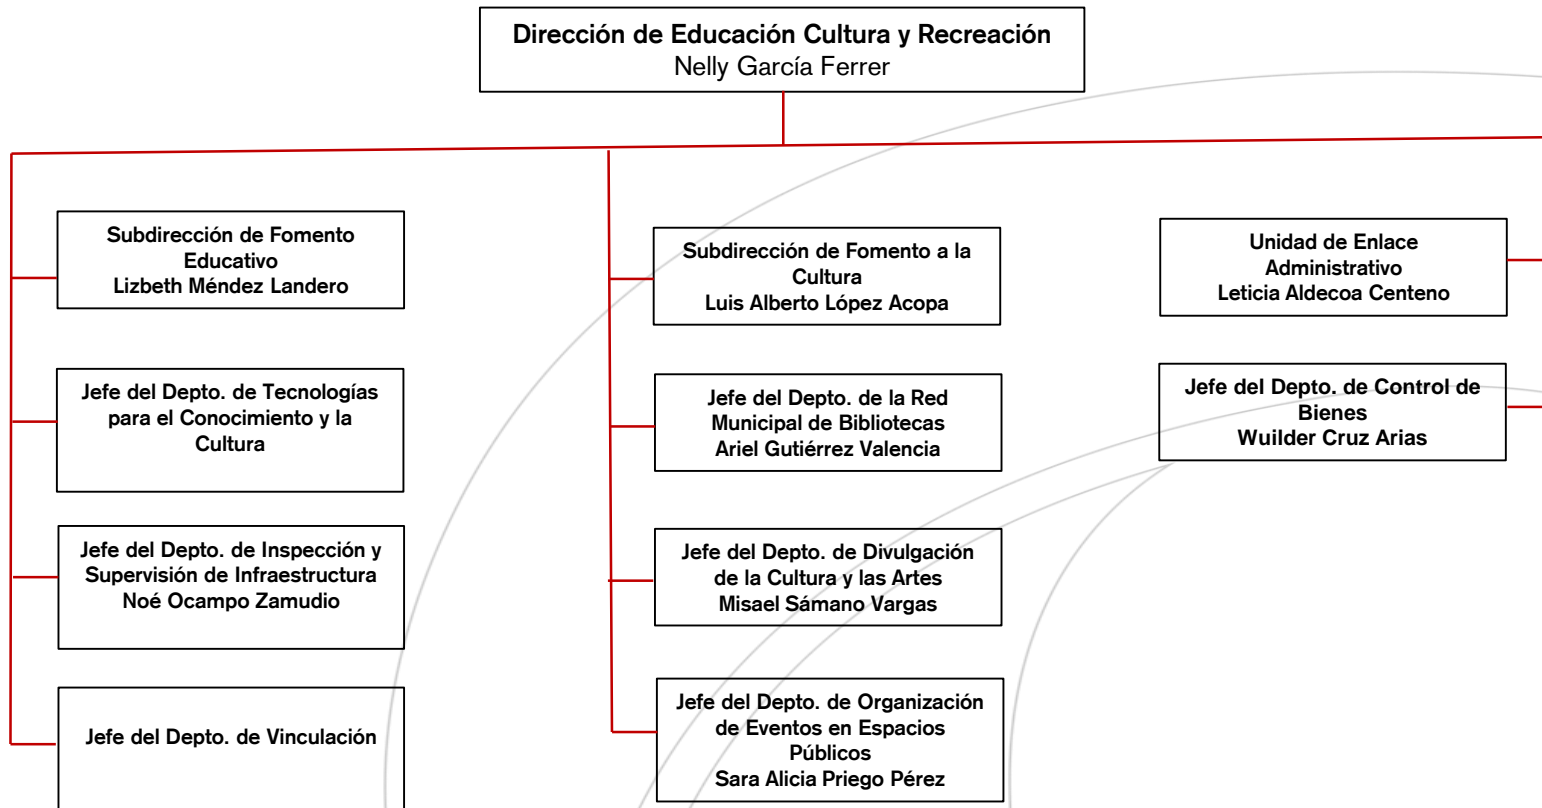 Dirección de Educación Cultura y Recreación
Nelly García Ferrer
Subdirección de Fomento
Educativo
Lizbeth Méndez Landero
Jefe del Depto. de Tecnologías
para el Conocimiento y la
Cultura
Jefe del Depto. de Inspección y
Supervisión de Infraestructura
Noé Ocampo Zamudio
Jefe del Depto. de Vinculación
Subdirección de Fomento a la
Cultura
Luis Alberto López Acopa
Jefe del Depto. de la Red
Municipal de Bibliotecas
Ariel Gutiérrez Valencia
Jefe del Depto. de Divulgación
de la Cultura y las Artes
Misael Sámano Vargas
Jefe del Depto. de Organización
de Eventos en Espacios
Públicos
Sara Alicia Priego Pérez
Unidad de Enlace
Administrativo
Leticia Aldecoa Centeno
Jefe del Depto. de Control de
Bienes
Wuilder Cruz Arias